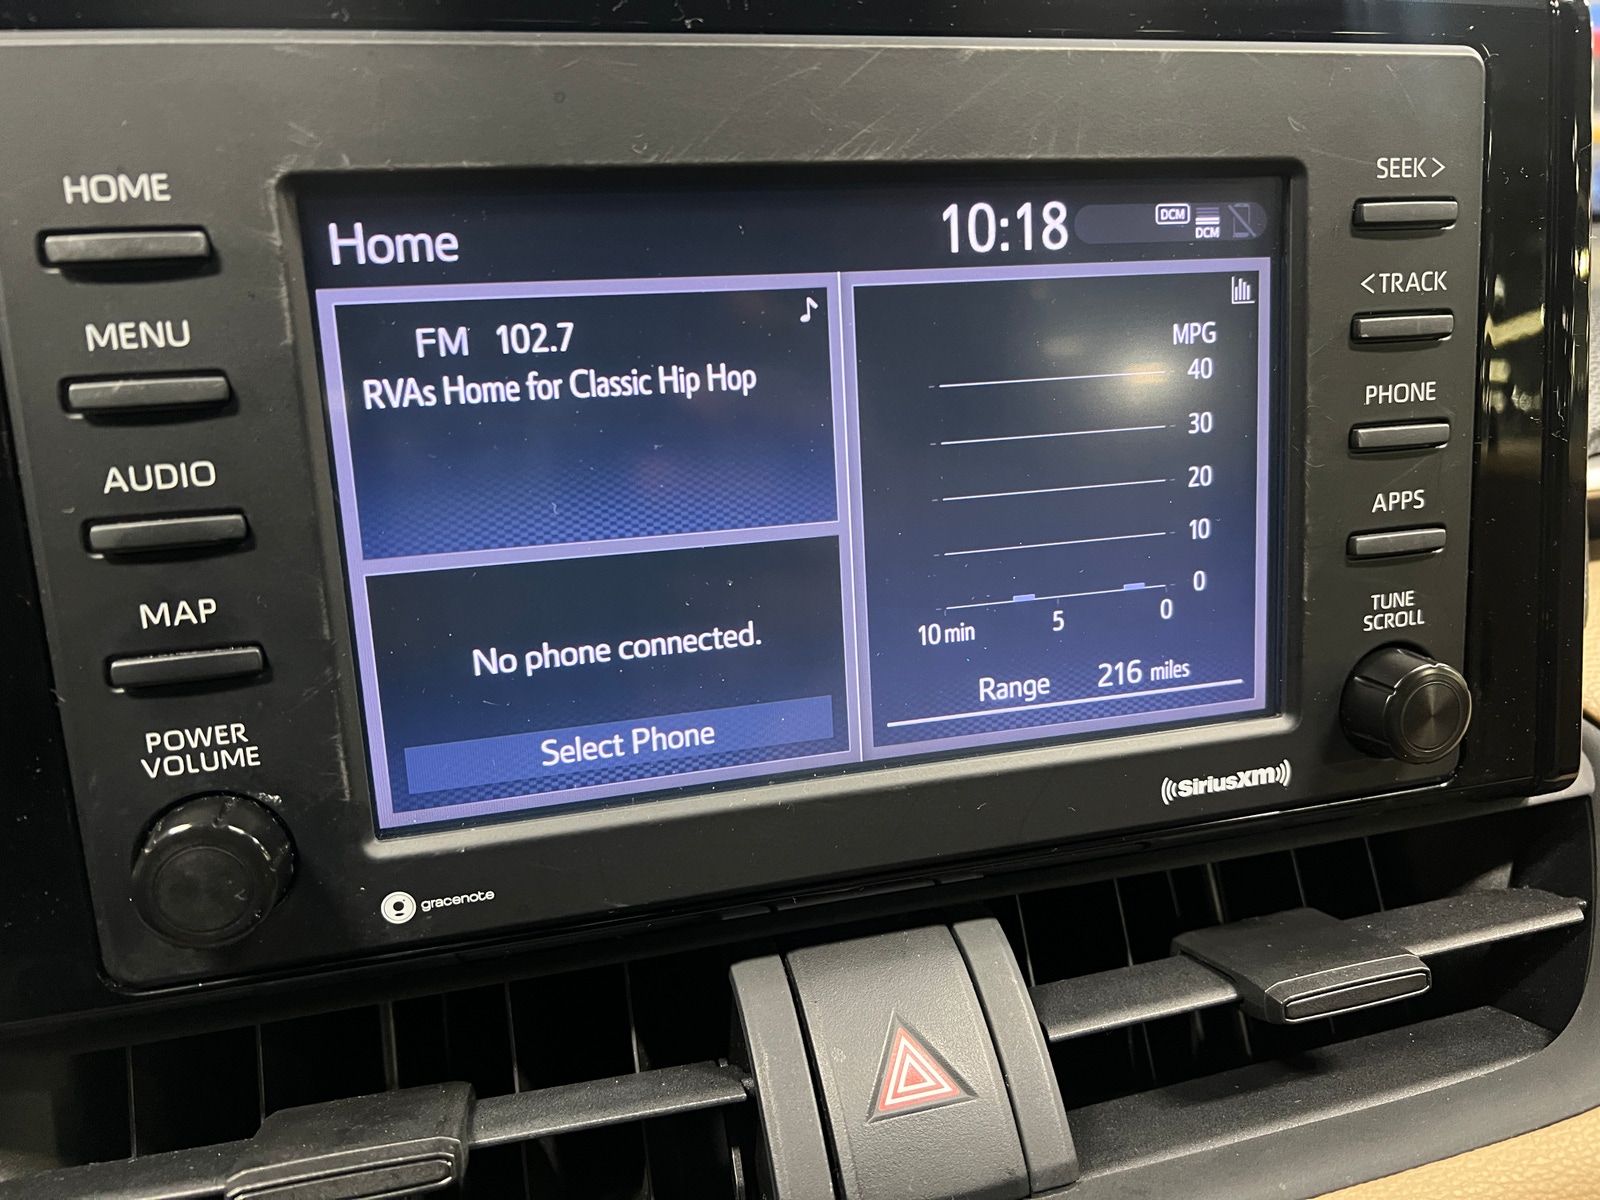 HOME
MENU
AUDIO
MAP
POWER
VOLUME
Home
10:18
DCM
DCM
FM 102.7
RVAs Home for Classic Hip Hop
No phone connected.
Select Phone
MPG
40
30
20
10
0
10 min 5 0
Range 216 miles
SEEK >
< TRACK
PHONE
APPS
TUNE
SCROLL
gracenote
((SiriusXM))